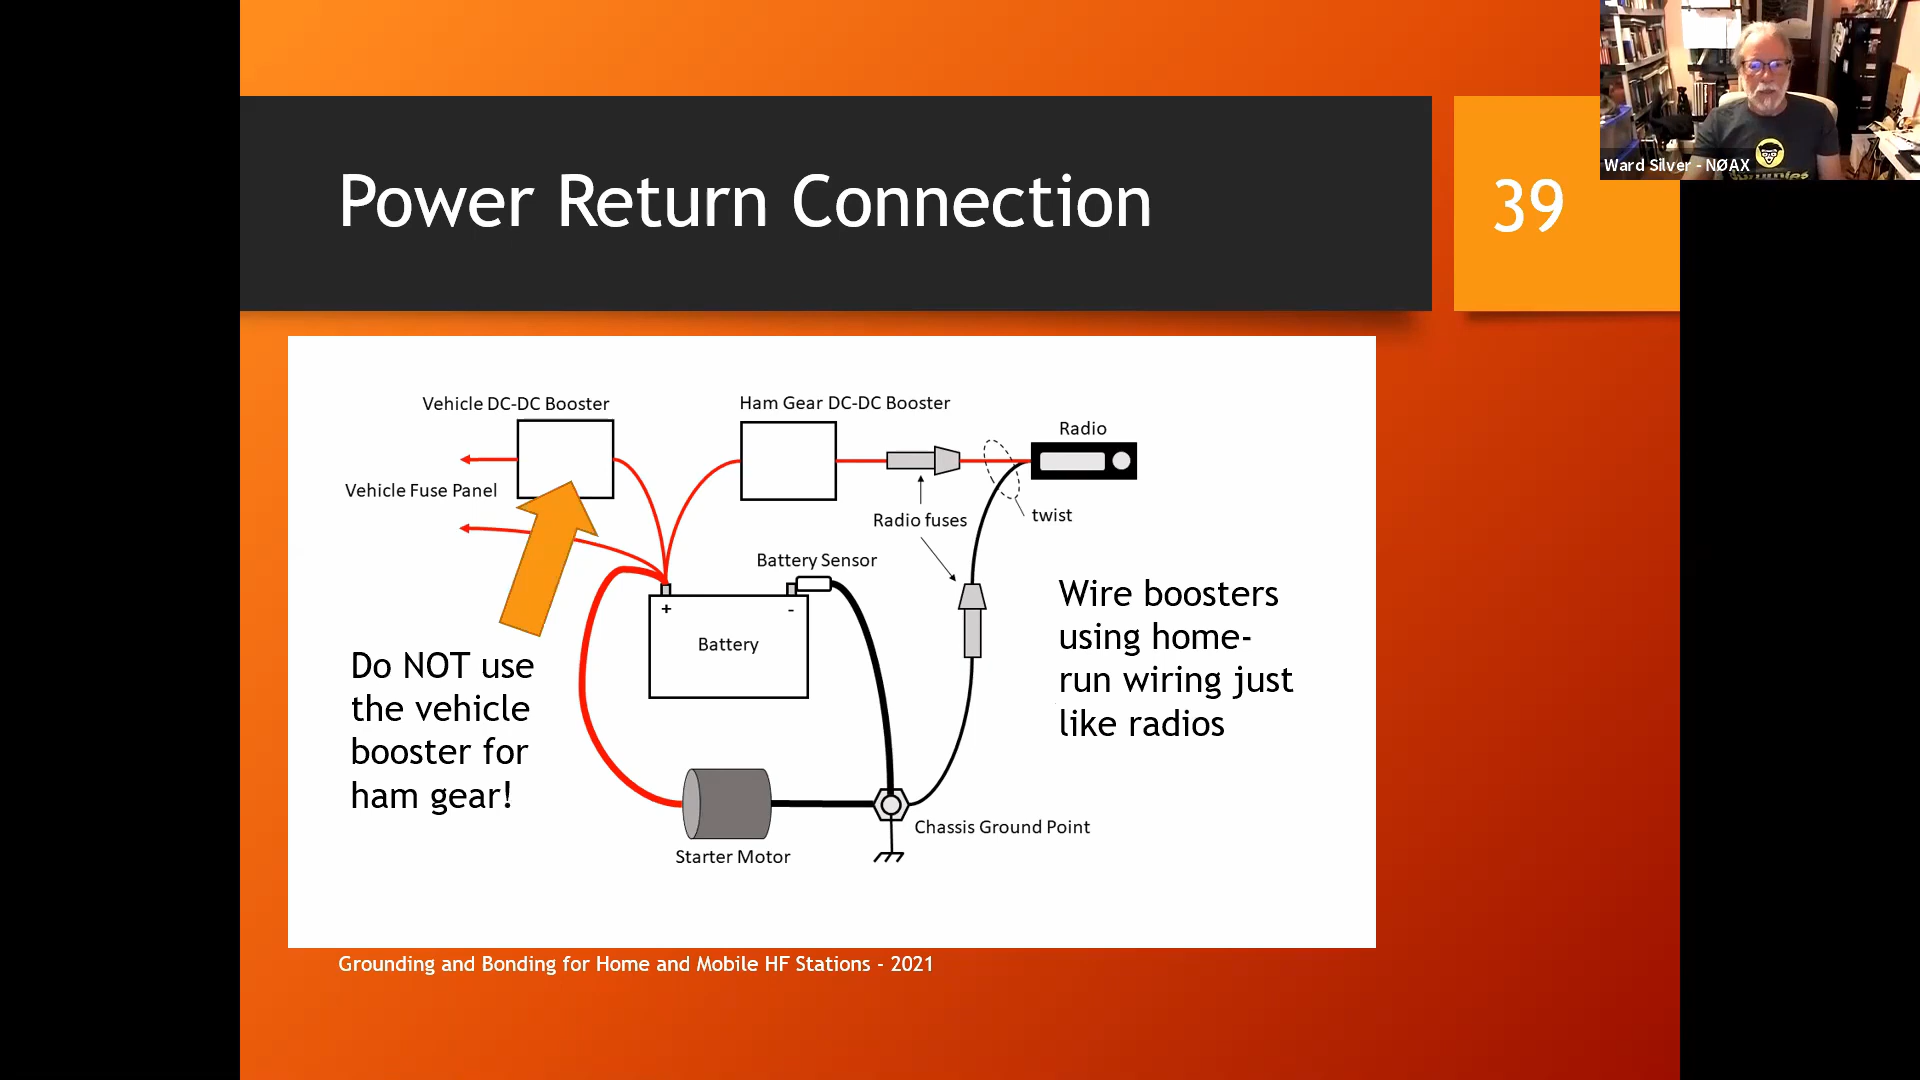 Power Return Connection
39
Ward Silver - NØAX
Vehicle DC-DC Booster
Ham Gear DC-DC Booster
Radio
Vehicle Fuse Panel
Radio fuses
twist
Battery Sensor
+
-
Battery
Do NOT use
the vehicle
booster for
ham gear!
Wire boosters
using home-
run wiring just
like radios
Starter Motor
Chassis Ground Point
Grounding and Bonding for Home and Mobile HF Stations - 2021